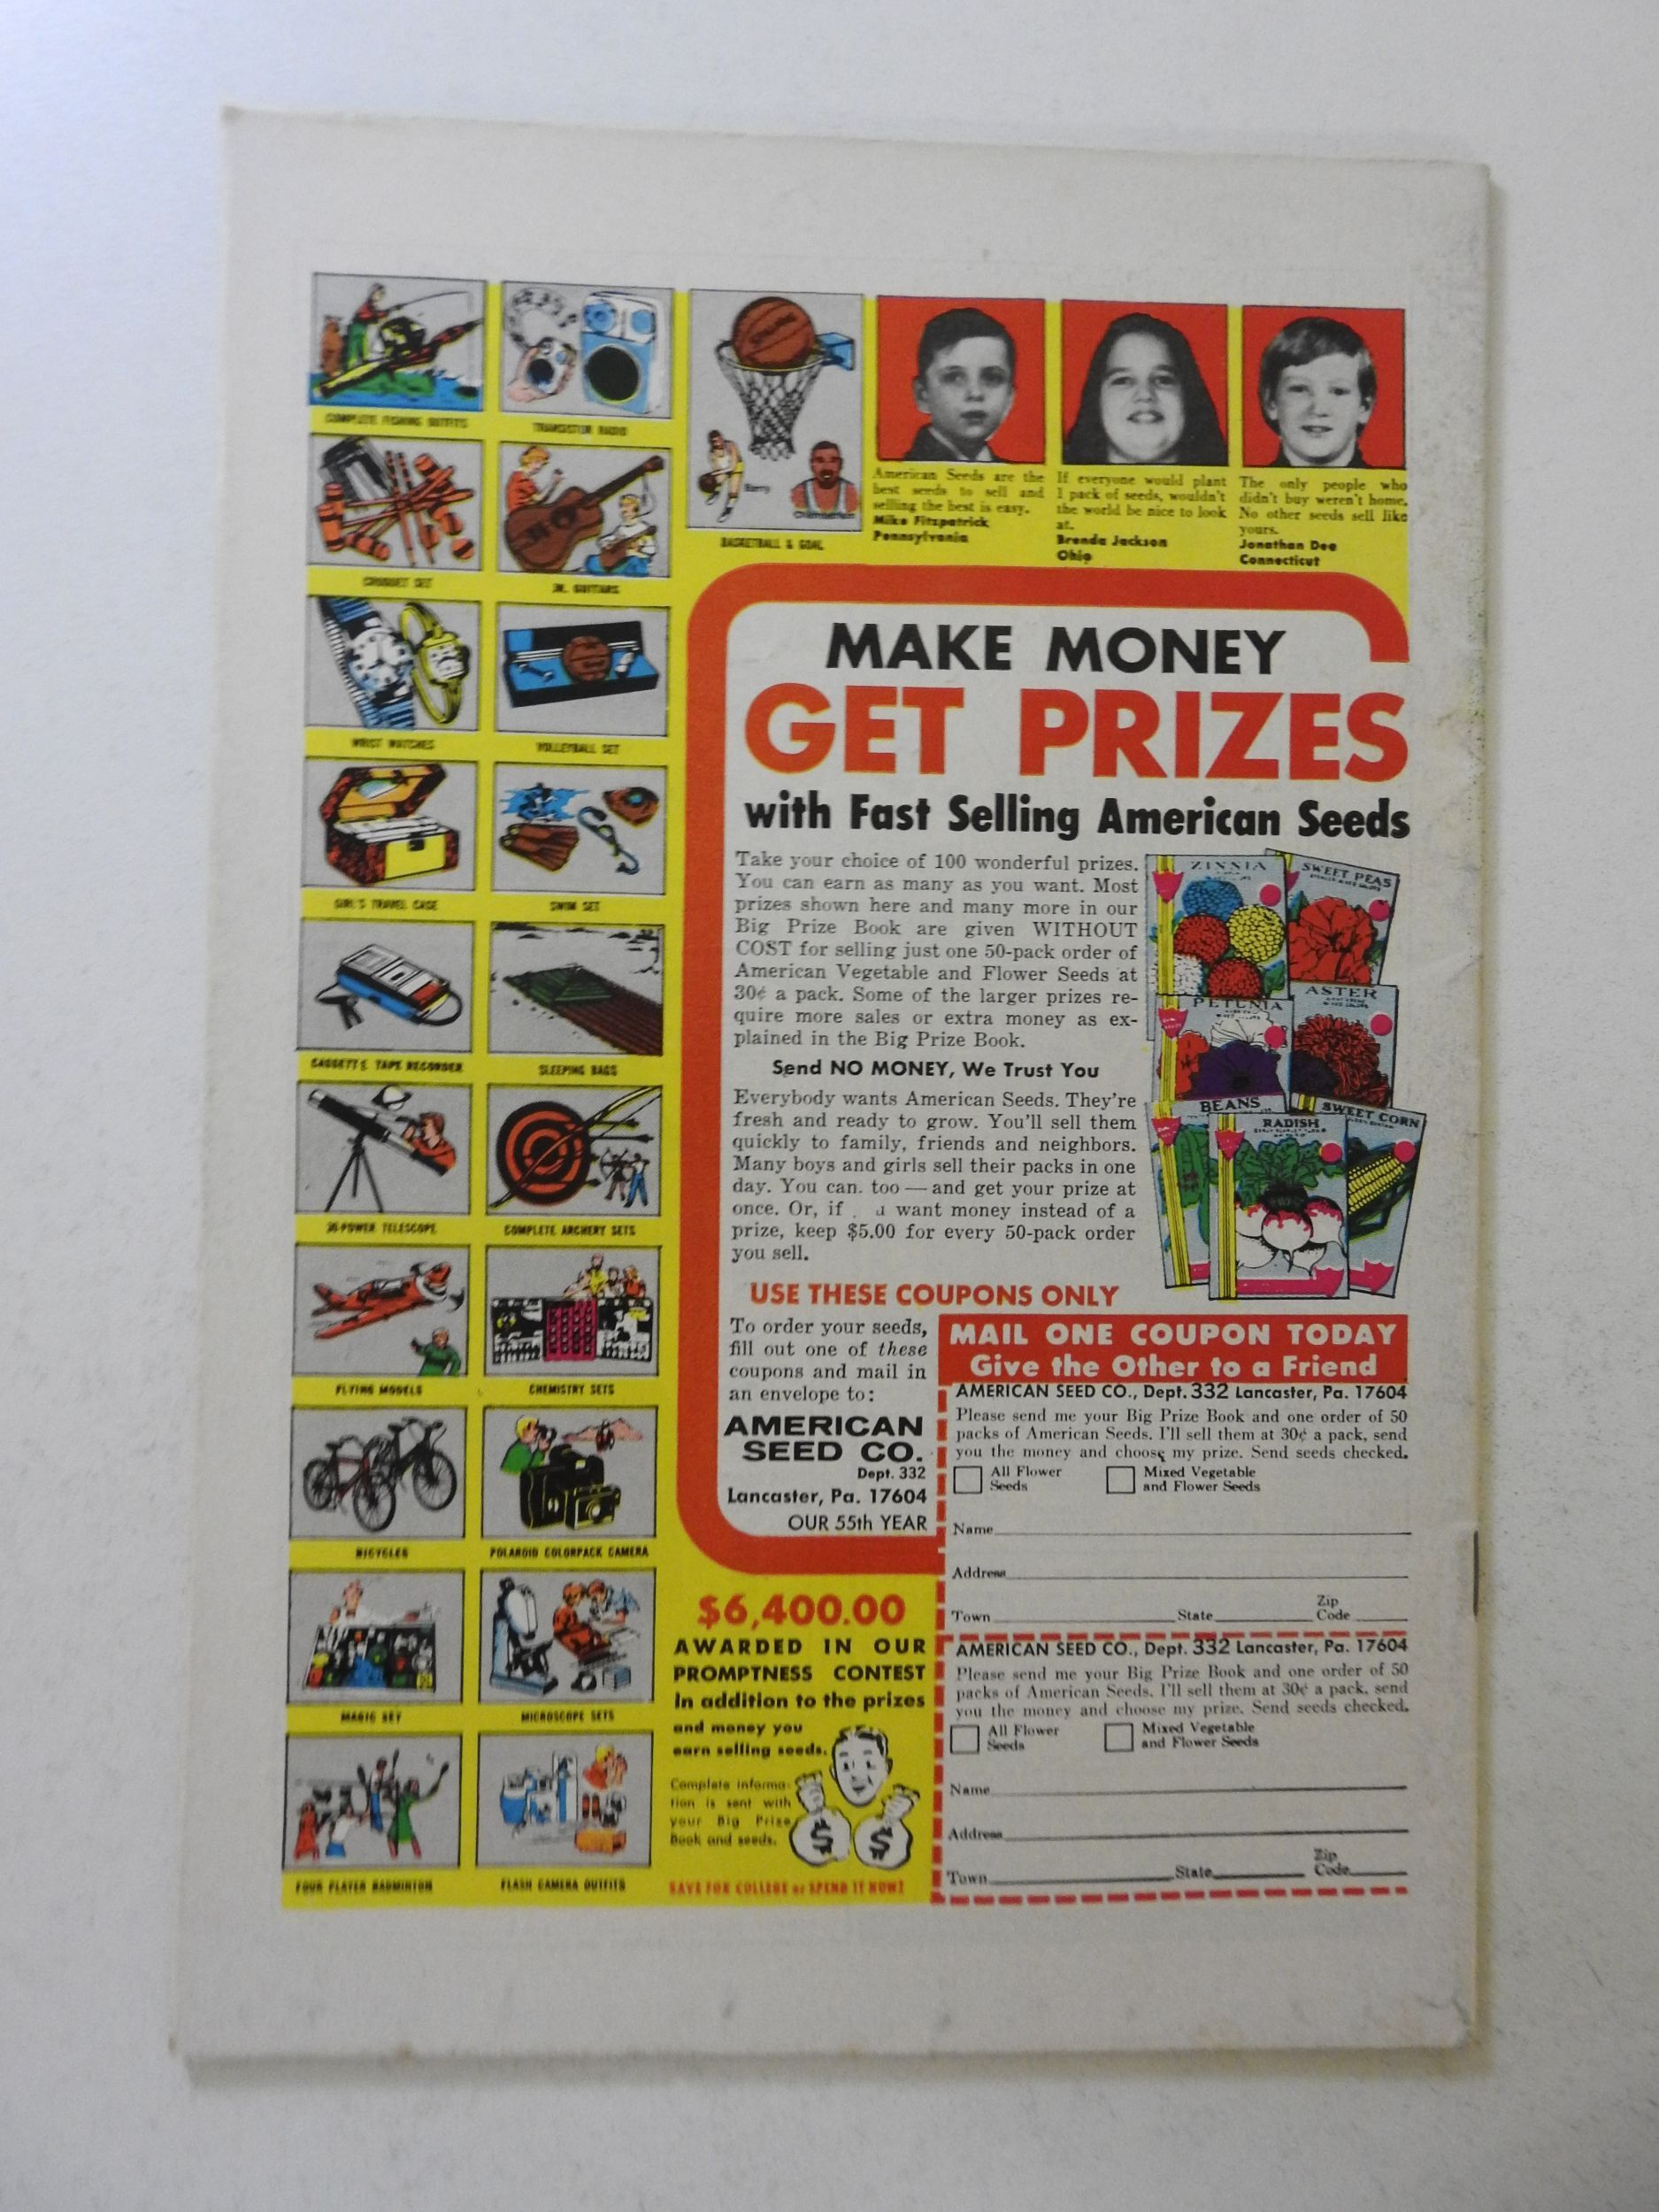 COMPLETE FISHING OUTFITS
TRANSISTOR RADIO
CROQUET SET
JR. GUITARS
WRIST WATCHES
VOLLEYBALL SET
GIRL'S TRAVEL CASE
SWIM SET
CASSETTE TAPE RECORDER
SLEEPING BAGS
30-POWER TELESCOPE
COMPLETE ARCHERY SETS
FLYING MODELS
CHEMISTRY SETS
BICYCLES
POLAROID COLORPACK CAMERA
MAGIC SET
MICROSCOPE SETS
FOUR PLAYER BADMINTON
FLASH CAMERA OUTFITS
Barry
Chamberlain
BASKETBALL & GOAL
American Seeds are the
best seeds to sell and
selling the best is easy.
Mike Fitzpatrick
Pennsylvania
If everyone would plant
1 pack of seeds, wouldn't
the world be nice to look
at.
Brenda Jackson
Ohio
The only people who
didn't buy weren't home.
No other seeds sell like
yours.
Jonathan Dee
Connecticut
MAKE MONEY
GET PRIZES
with Fast Selling American Seeds
Take your choice of 100 wonderful prizes.
You can earn as many as you want. Most
prizes shown here and many more in our
Big Prize Book are given WITHOUT
COST for selling just one 50-pack order of
American Vegetable and Flower Seeds at
30¢ a pack. Some of the larger prizes re-
quire more sales or extra money as ex-
plained in the Big Prize Book.
Send NO MONEY, We Trust You
Everybody wants American Seeds. They're
fresh and ready to grow. You'll sell them
quickly to family, friends and neighbors.
Many boys and girls sell their packs in one
day. You can. too — and get your prize at
once. Or, if u want money instead of a
prize, keep $5.00 for every 50-pack order
you sell.
ZINNIA
SWEET PEAS
PETUNIA
ASTER
BEANS
RADISH
SWEET CORN
USE THESE COUPONS ONLY
To order your seeds,
fill out one of these
coupons and mail in
an envelope to:
AMERICAN
SEED CO.
Dept. 332
Lancaster, Pa. 17604
OUR 55th YEAR
MAIL ONE COUPON TODAY
Give the Other to a Friend
AMERICAN SEED CO., Dept. 332 Lancaster, Pa. 17604
Please send me your Big Prize Book and one order of 50
packs of American Seeds. I'll sell them at 30¢ a pack, send
you the money and choose my prize. Send seeds checked.
All Flower
Seeds
Mixed Vegetable
and Flower Seeds
Name
Address
Town State Zip Code
AMERICAN SEED CO., Dept. 332 Lancaster, Pa. 17604
Please send me your Big Prize Book and one order of 50
packs of American Seeds. I'll sell them at 30¢ a pack, send
you the money and choose my prize. Send seeds checked.
All Flower
Seeds
Mixed Vegetable
and Flower Seeds
Name
Address
Town State Zip Code
$6,400.00
AWARDED IN OUR
PROMPTNESS CONTEST
In addition to the prizes
and money you
earn selling seeds.
Complete informa-
tion is sent with
your Big Prize
Book and seeds.
$ $
SAVE FOR COLLEGE or SPEND IT NOW!